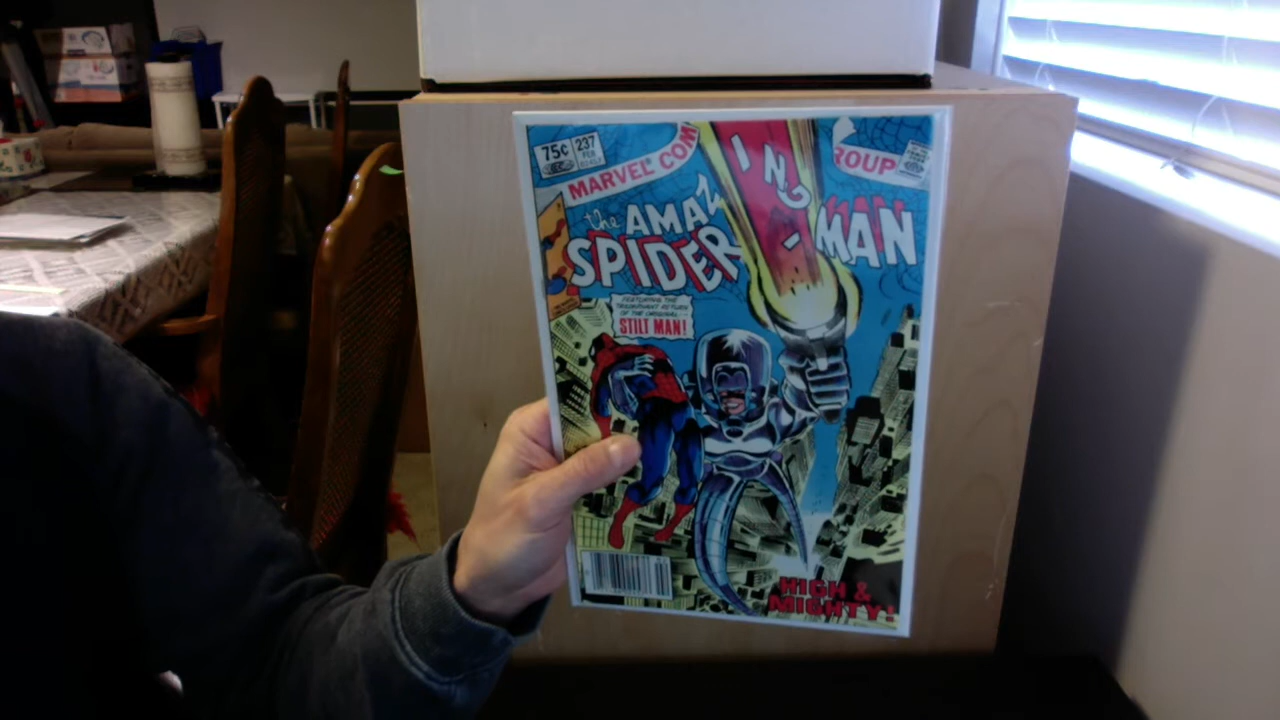 75¢ 237
FEB
MARVEL COM ROUP
the AMAZ ING
SPIDER - MAN
FEATURING THE
TRIUMPHANT RETURN
OF THE ORIGINAL
STILT MAN!
HIGH &
MIGHTY!